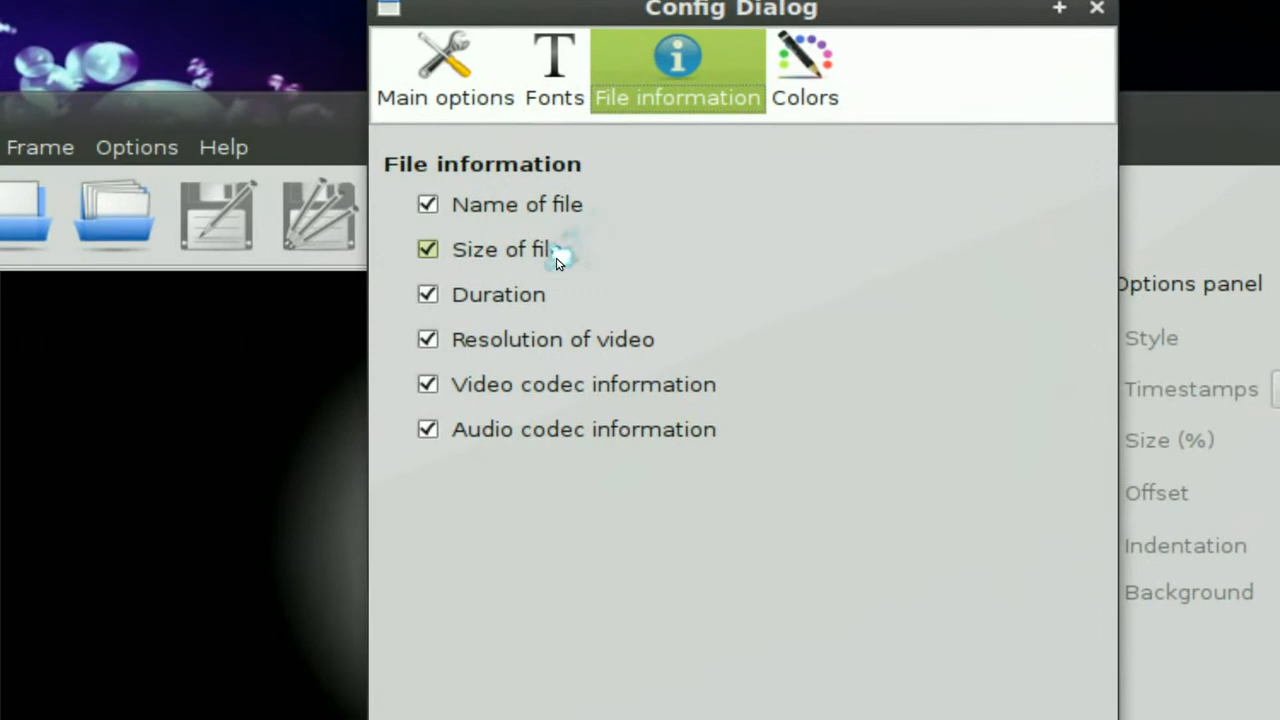 Config Dialog
Main options
Fonts
File information
Colors
Frame
Options
Help
File information
Name of file
Size of file
Duration
Resolution of video
Video codec information
Audio codec information
Options panel
Style
Timestamps
Size (%)
Offset
Indentation
Background